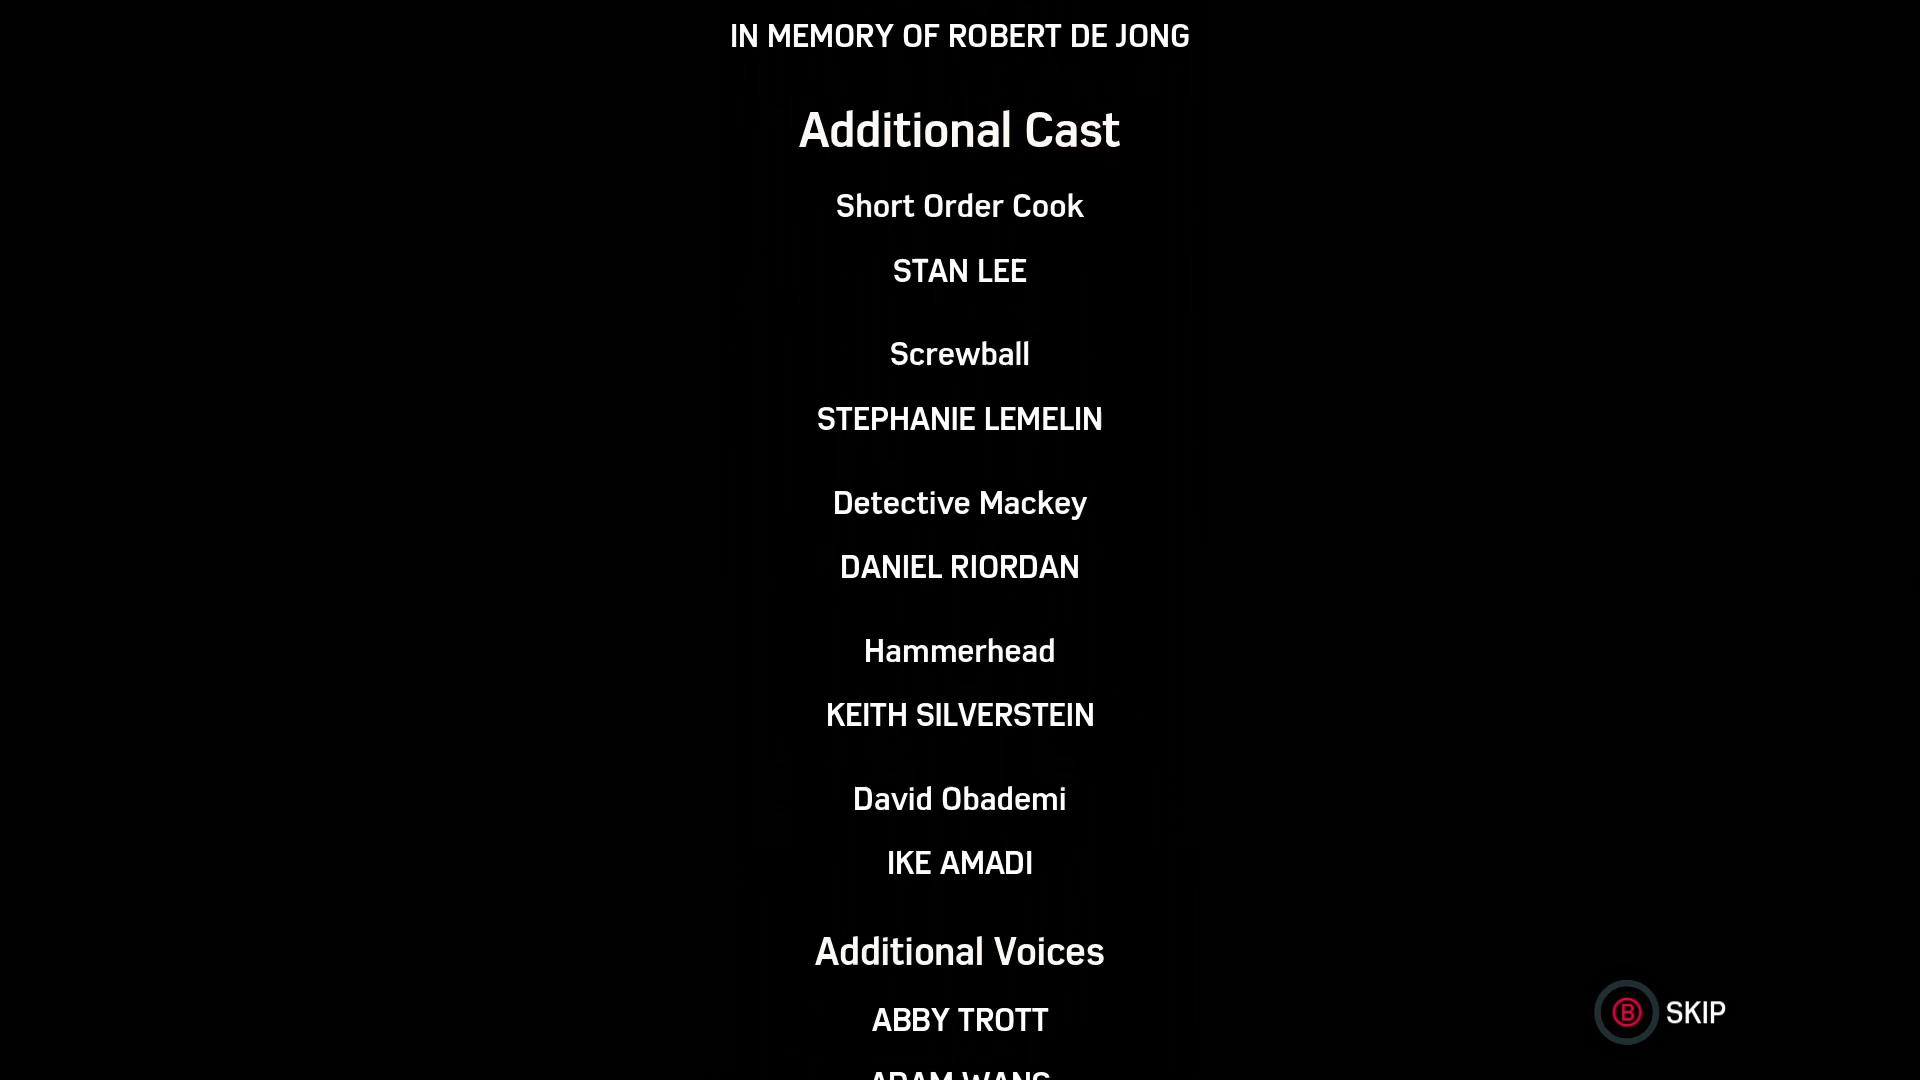 IN MEMORY OF ROBERT DE JONG
Additional Cast
Short Order Cook
STAN LEE
Screwball
STEPHANIE LEMELIN
Detective Mackey
DANIEL RIORDAN
Hammerhead
KEITH SILVERSTEIN
David Obademi
IKE AMADI
Additional Voices
ABBY TROTT
B SKIP